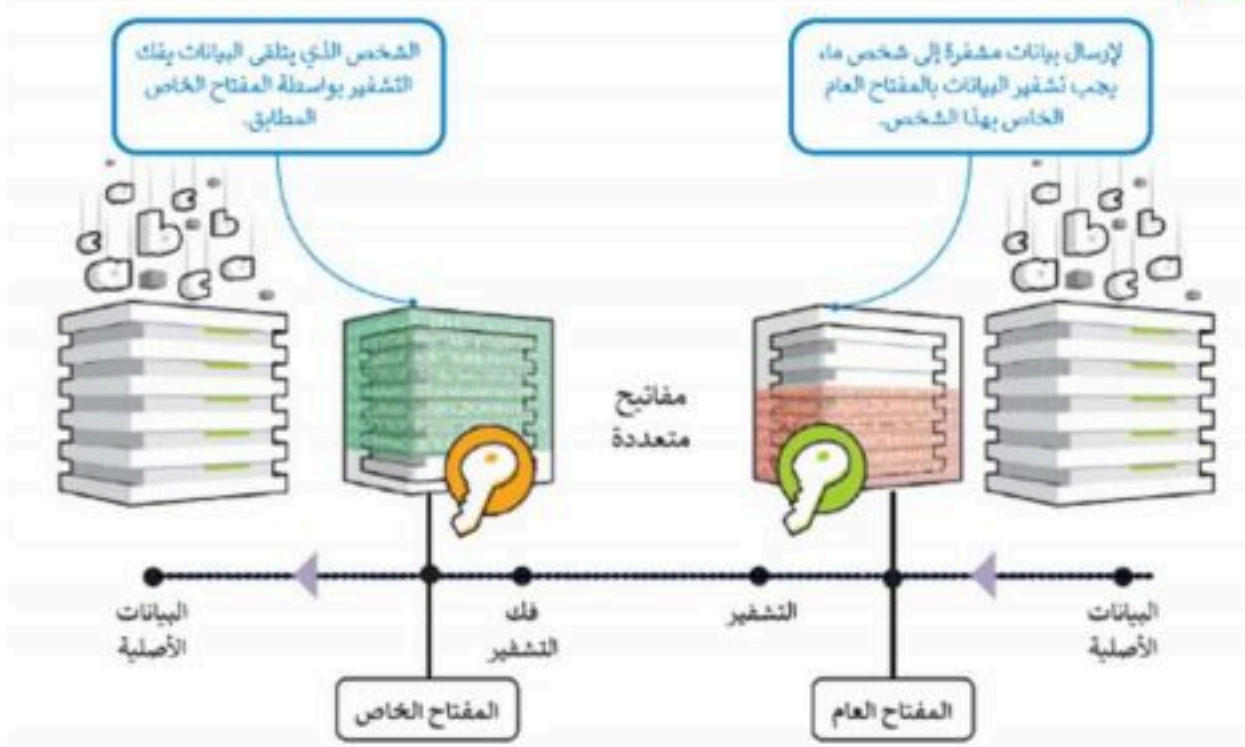 لإرسال بيانات مشفرة إلى شخص ما،
يجب تشفير البيانات بالمفتاح العام
الخاص بهذا الشخص.
الشخص الذي يتلقى البيانات يفك
التشفير بواسطة المفتاح الخاص
المطابق.
مفاتيح
متعددة
البيانات
الأصلية
التشفير
فك
التشفير
البيانات
الأصلية
المفتاح العام
المفتاح الخاص